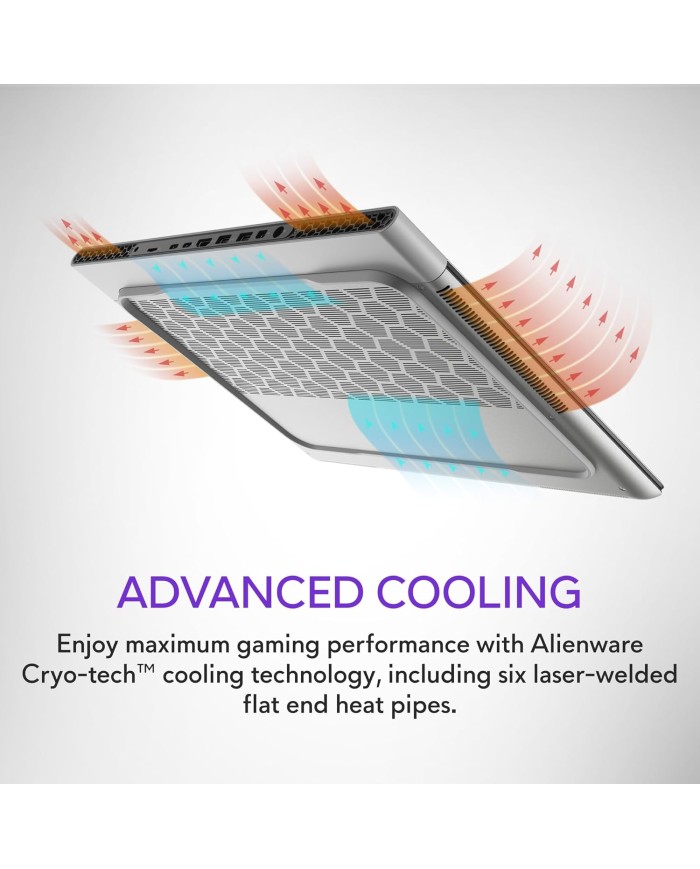 ADVANCED COOLING
Enjoy maximum gaming performance with Alienware
Cryo-tech™ cooling technology, including six laser-welded
flat end heat pipes.